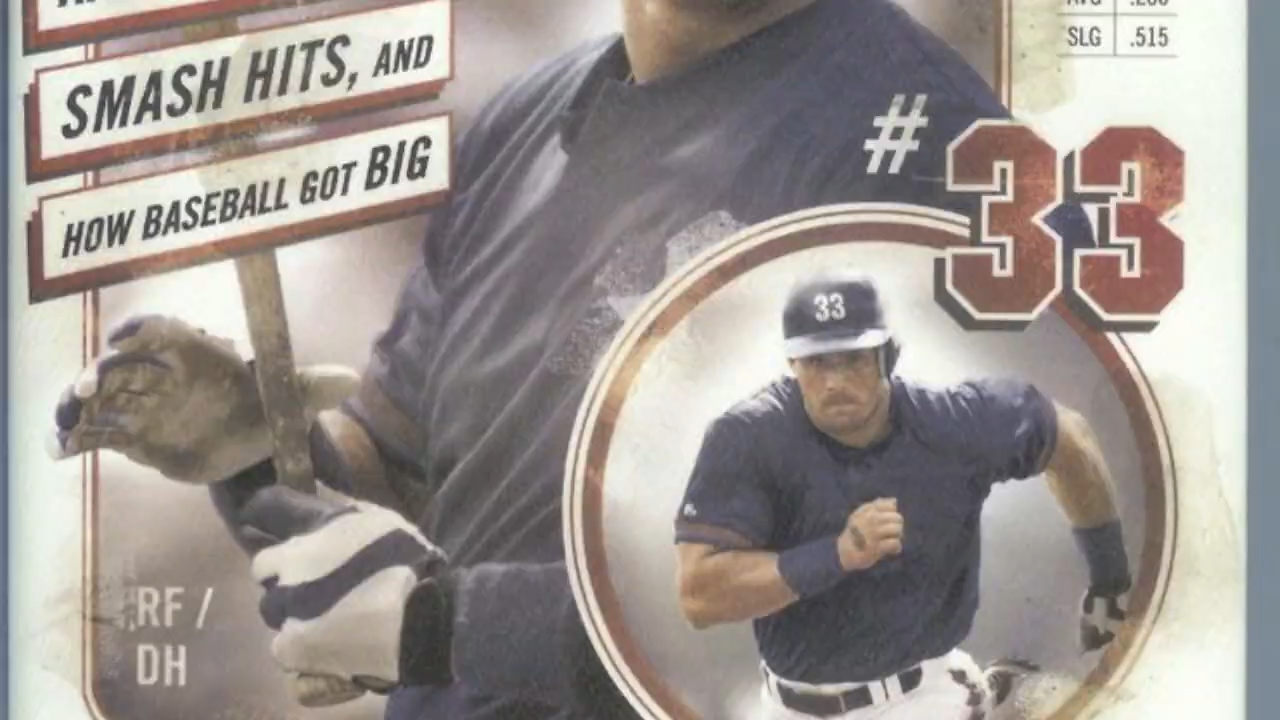 SMASH HITS, AND
HOW BASEBALL GOT BIG
SLG .515
#33
33
RF /
DH